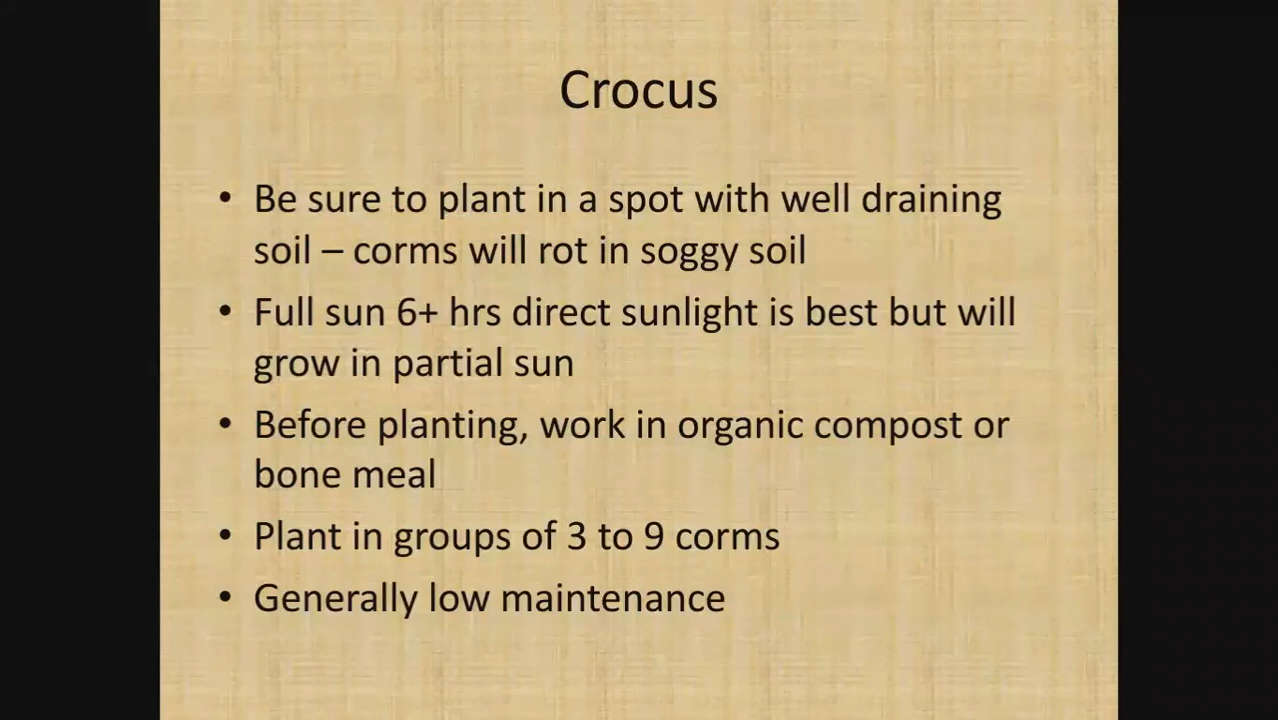 Crocus
• Be sure to plant in a spot with well draining
soil – corms will rot in soggy soil
• Full sun 6+ hrs direct sunlight is best but will
grow in partial sun
• Before planting, work in organic compost or
bone meal
• Plant in groups of 3 to 9 corms
• Generally low maintenance